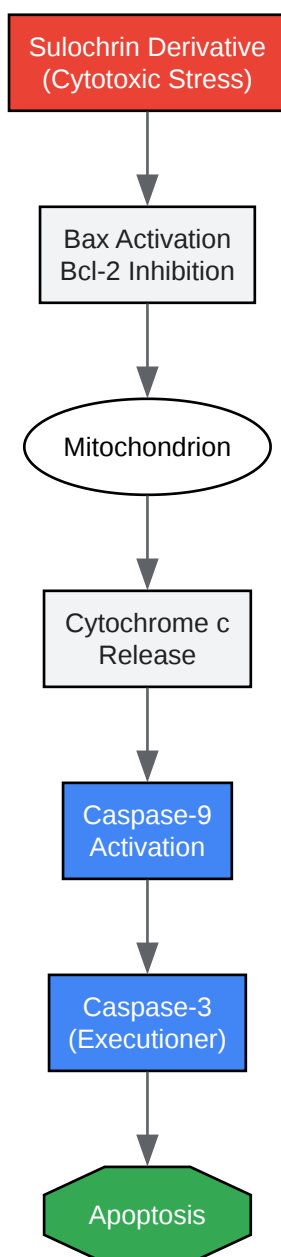 Sulochrin Derivative
(Cytotoxic Stress)
Bax Activation
Bcl-2 Inhibition
Mitochondrion
Cytochrome c
Release
Caspase-9
Activation
Caspase-3
(Executioner)
Apoptosis